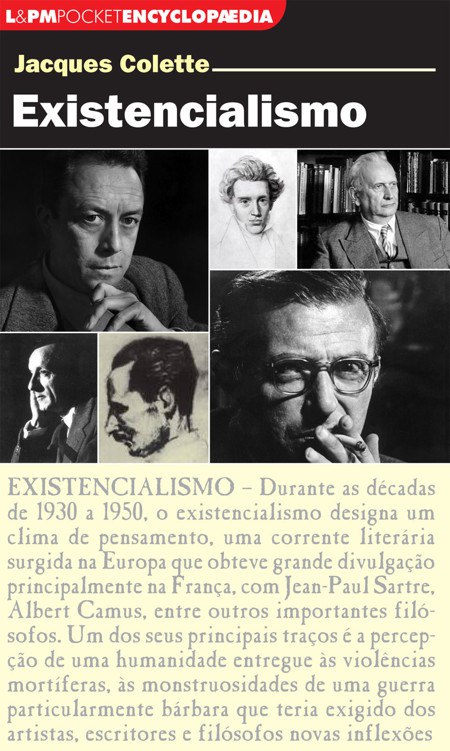 L&PMPOCKETENCYCLOPÆDIA
Jacques Colette
Existencialismo
EXISTENCIALISMO – Durante as décadas
de 1930 a 1950, o existencialismo designa um
clima de pensamento, uma corrente literária
surgida na Europa que obteve grande divulgação
principalmente na França, com Jean-Paul Sartre,
Albert Camus, entre outros importantes filó-
sofos. Um dos seus principais traços é a percep-
ção de uma humanidade entregue às violências
mortíferas, às monstruosidades de uma guerra
particularmente bárbara que teria exigido dos
artistas, escritores e filósofos novas inflexões